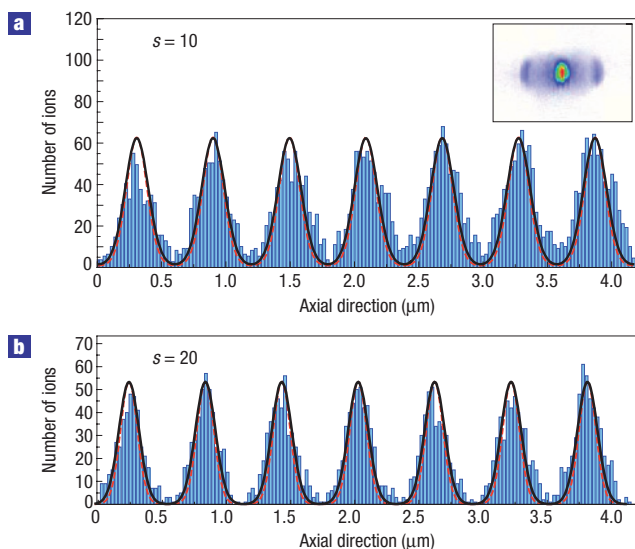 a
s = 10
120
100
80
60
40
20
0
Number of ions
0 0.5 1.0 1.5 2.0 2.5 3.0 3.5 4.0
Axial direction (μm)
b
s = 20
70
60
50
40
30
20
10
0
Number of ions
0 0.5 1.0 1.5 2.0 2.5 3.0 3.5 4.0
Axial direction (μm)